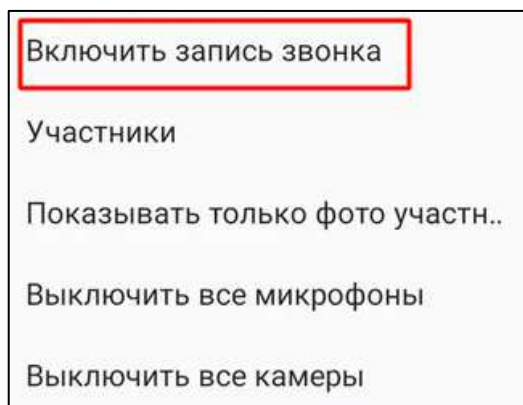 Включить запись звонка
Участники
Показывать только фото участн..
Выключить все микрофоны
Выключить все камеры